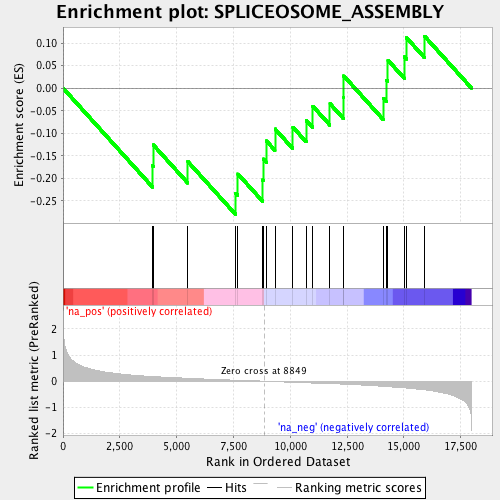 Enrichment plot: SPLICEOSOME_ASSEMBLY
Enrichment score (ES)
0.10
0.05
0.00
-0.05
-0.10
-0.15
-0.20
-0.25
'na_pos' (positively correlated)
Ranked list metric (PreRanked)
2
1
0
-1
-2
Zero cross at 8849
'na_neg' (negatively correlated)
0
2,500
5,000
7,500
10,000
12,500
15,000
17,500
Rank in Ordered Dataset
Enrichment profile
Hits
Ranking metric scores